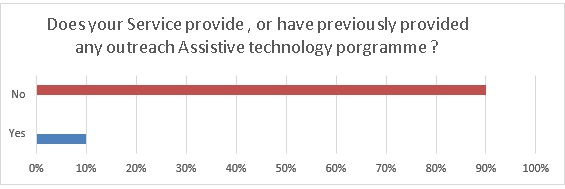 Does your Service provide , or have previously provided
any outreach Assistive technology porgramme ?
No
Yes
0% 10% 20% 30% 40% 50% 60% 70% 80% 90% 100%